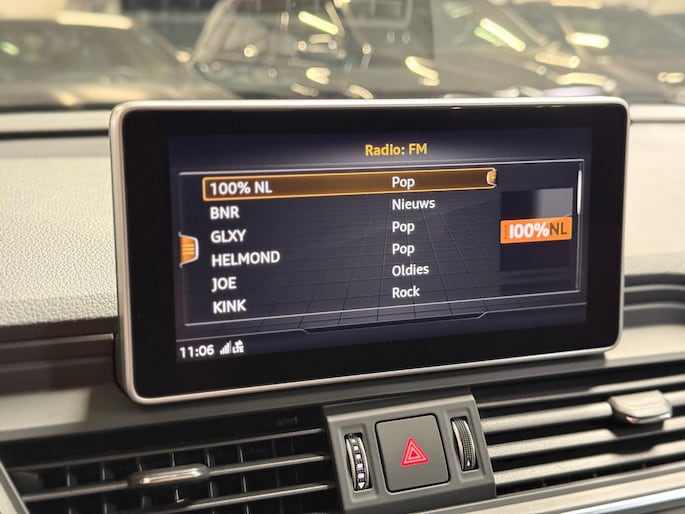 Radio: FM
100% NL Pop
BNR Nieuws
GLXY Pop
HELMOND Pop
JOE Oldies
KINK Rock
100%NL
11:06 LTE